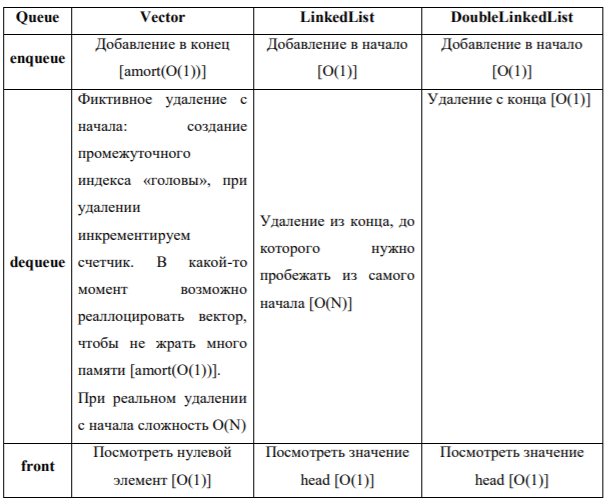 Queue Vector LinkedList DoubleLinkedList
enqueue
Добавление в конец
[amort(O(1))]
Добавление в начало
[O(1)]
Добавление в начало
[O(1)]
dequeue
Фиктивное удаление с
начала: создание
промежуточного
индекса «головы», при
удалении
инкрементируем
счетчик. В какой-то
момент возможно
реаллоцировать вектор,
чтобы не жрать много
памяти [amort(O(1))].
При реальном удалении
с начала сложность O(N)
Удаление из конца, до
которого нужно
пробежать из самого
начала [O(N)]
Удаление с конца [O(1)]
front
Посмотреть нулевой
элемент [O(1)]
Посмотреть значение
head [O(1)]
Посмотреть значение
head [O(1)]